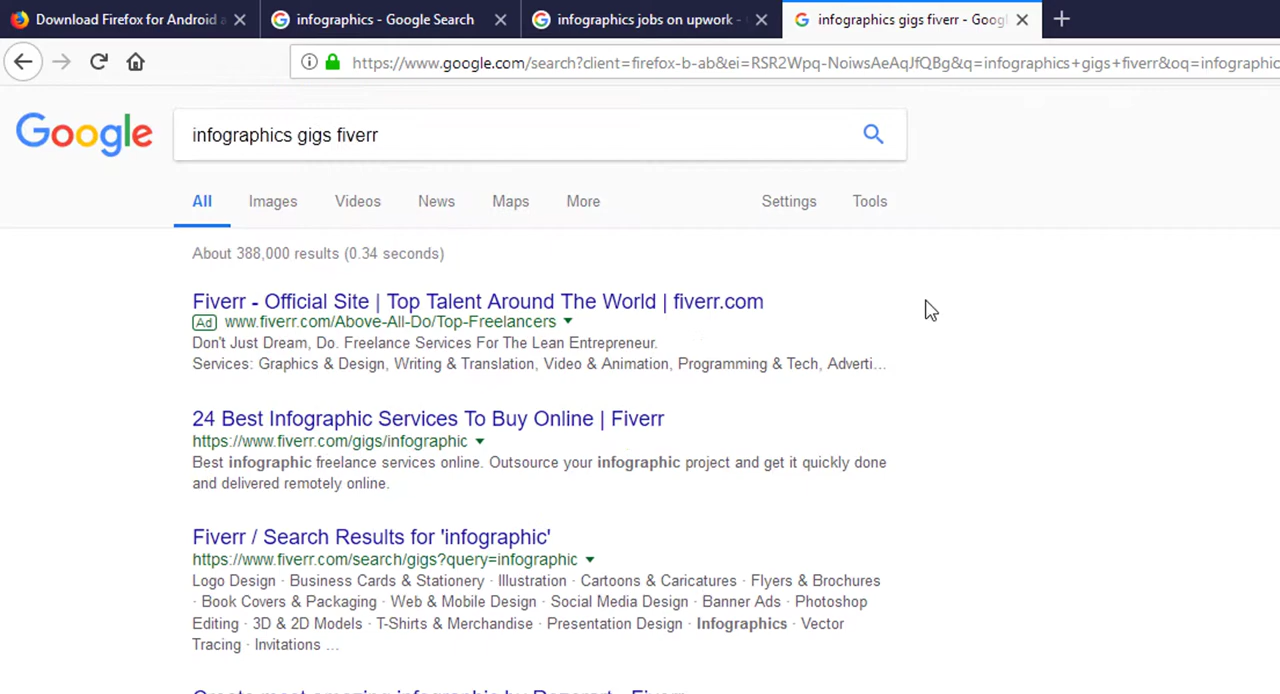 Download Firefox for Android a
infographics - Google Search
infographics jobs on upwork -
infographics gigs fiverr - Goog
https://www.google.com/search?client=firefox-b-ab&ei=RSR2Wpq-NoiwsAeAqJfQBg&q=infographics+gigs+fiverr&oq=infographic
Google
infographics gigs fiverr
All Images Videos News Maps More Settings Tools
About 388,000 results (0.34 seconds)
Fiverr - Official Site | Top Talent Around The World | fiverr.com
Ad www.fiverr.com/Above-All-Do/Top-Freelancers
Don't Just Dream, Do. Freelance Services For The Lean Entrepreneur.
Services: Graphics & Design, Writing & Translation, Video & Animation, Programming & Tech, Adverti...
24 Best Infographic Services To Buy Online | Fiverr
https://www.fiverr.com/gigs/infographic
Best infographic freelance services online. Outsource your infographic project and get it quickly done
and delivered remotely online.
Fiverr / Search Results for 'infographic'
https://www.fiverr.com/search/gigs?query=infographic
Logo Design · Business Cards & Stationery · Illustration · Cartoons & Caricatures · Flyers & Brochures
· Book Covers & Packaging · Web & Mobile Design · Social Media Design · Banner Ads · Photoshop
Editing · 3D & 2D Models · T-Shirts & Merchandise · Presentation Design · Infographics · Vector
Tracing · Invitations ...
Create most amazing infographic by Dezerart - Fiverr